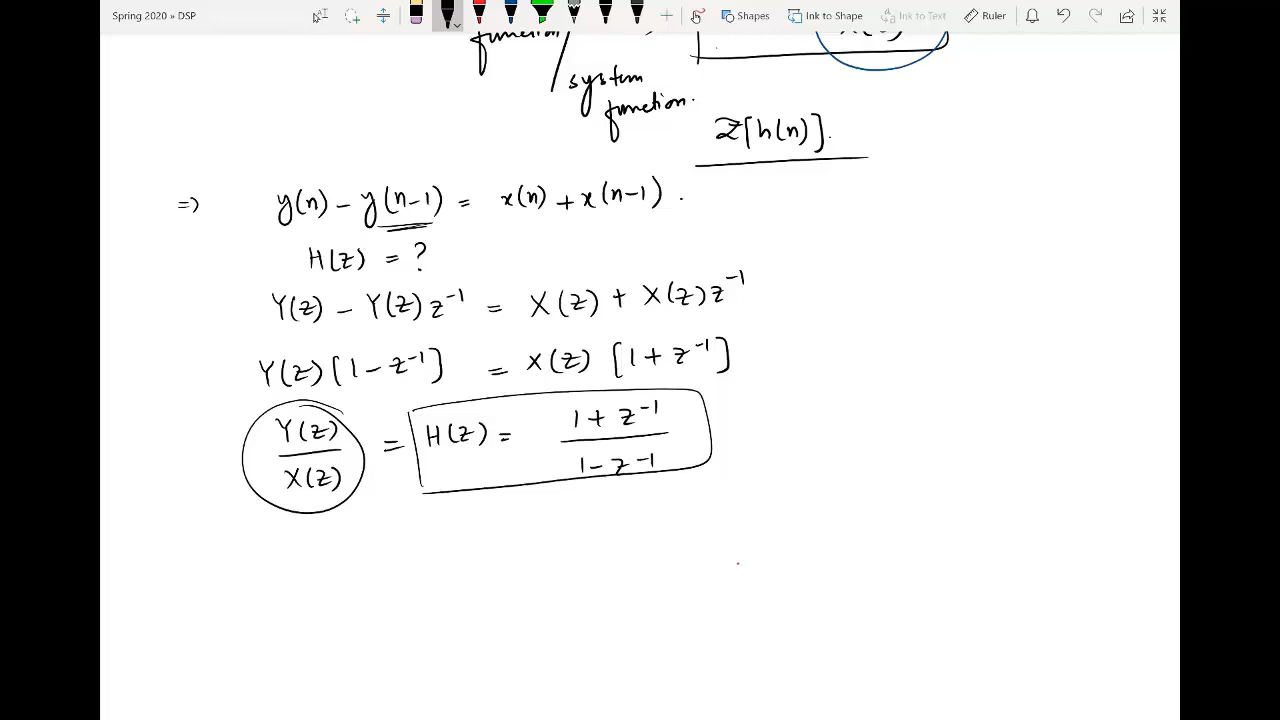 Spring 2020 » DSP
Shapes Ink to Shape Ink to Text Ruler
function/
system
function.
Z[h(n)].
=> y(n) - y(n-1) = x(n) + x(n-1).
H(z) = ?
Y(z) - Y(z) z⁻¹ = X(z) + X(z) z⁻¹
Y(z) [1 - z⁻¹] = X(z) [1 + z⁻¹]
Y(z)/X(z) = H(z) = 1 + z⁻¹/1 - z⁻¹